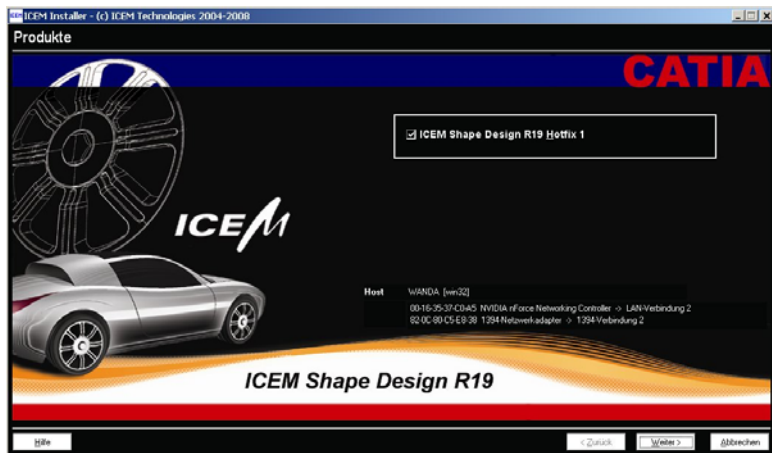 ICEM Installer - (c) ICEM Technologies 2004-2008
Produkte
CATIA
ICEM Shape Design R19 Hotfix 1
ICEM
Host WANDA [win32]
00-16-35-37-C0-A5 NVIDIA nForce Networking Controller -> LAN-Verbindung 2
82-0C-80-C5-E8-38 1394-Netzwerkadapter -> 1394-Verbindung 2
ICEM Shape Design R19
Hilfe
< Zurück
Weiter >
Abbrechen